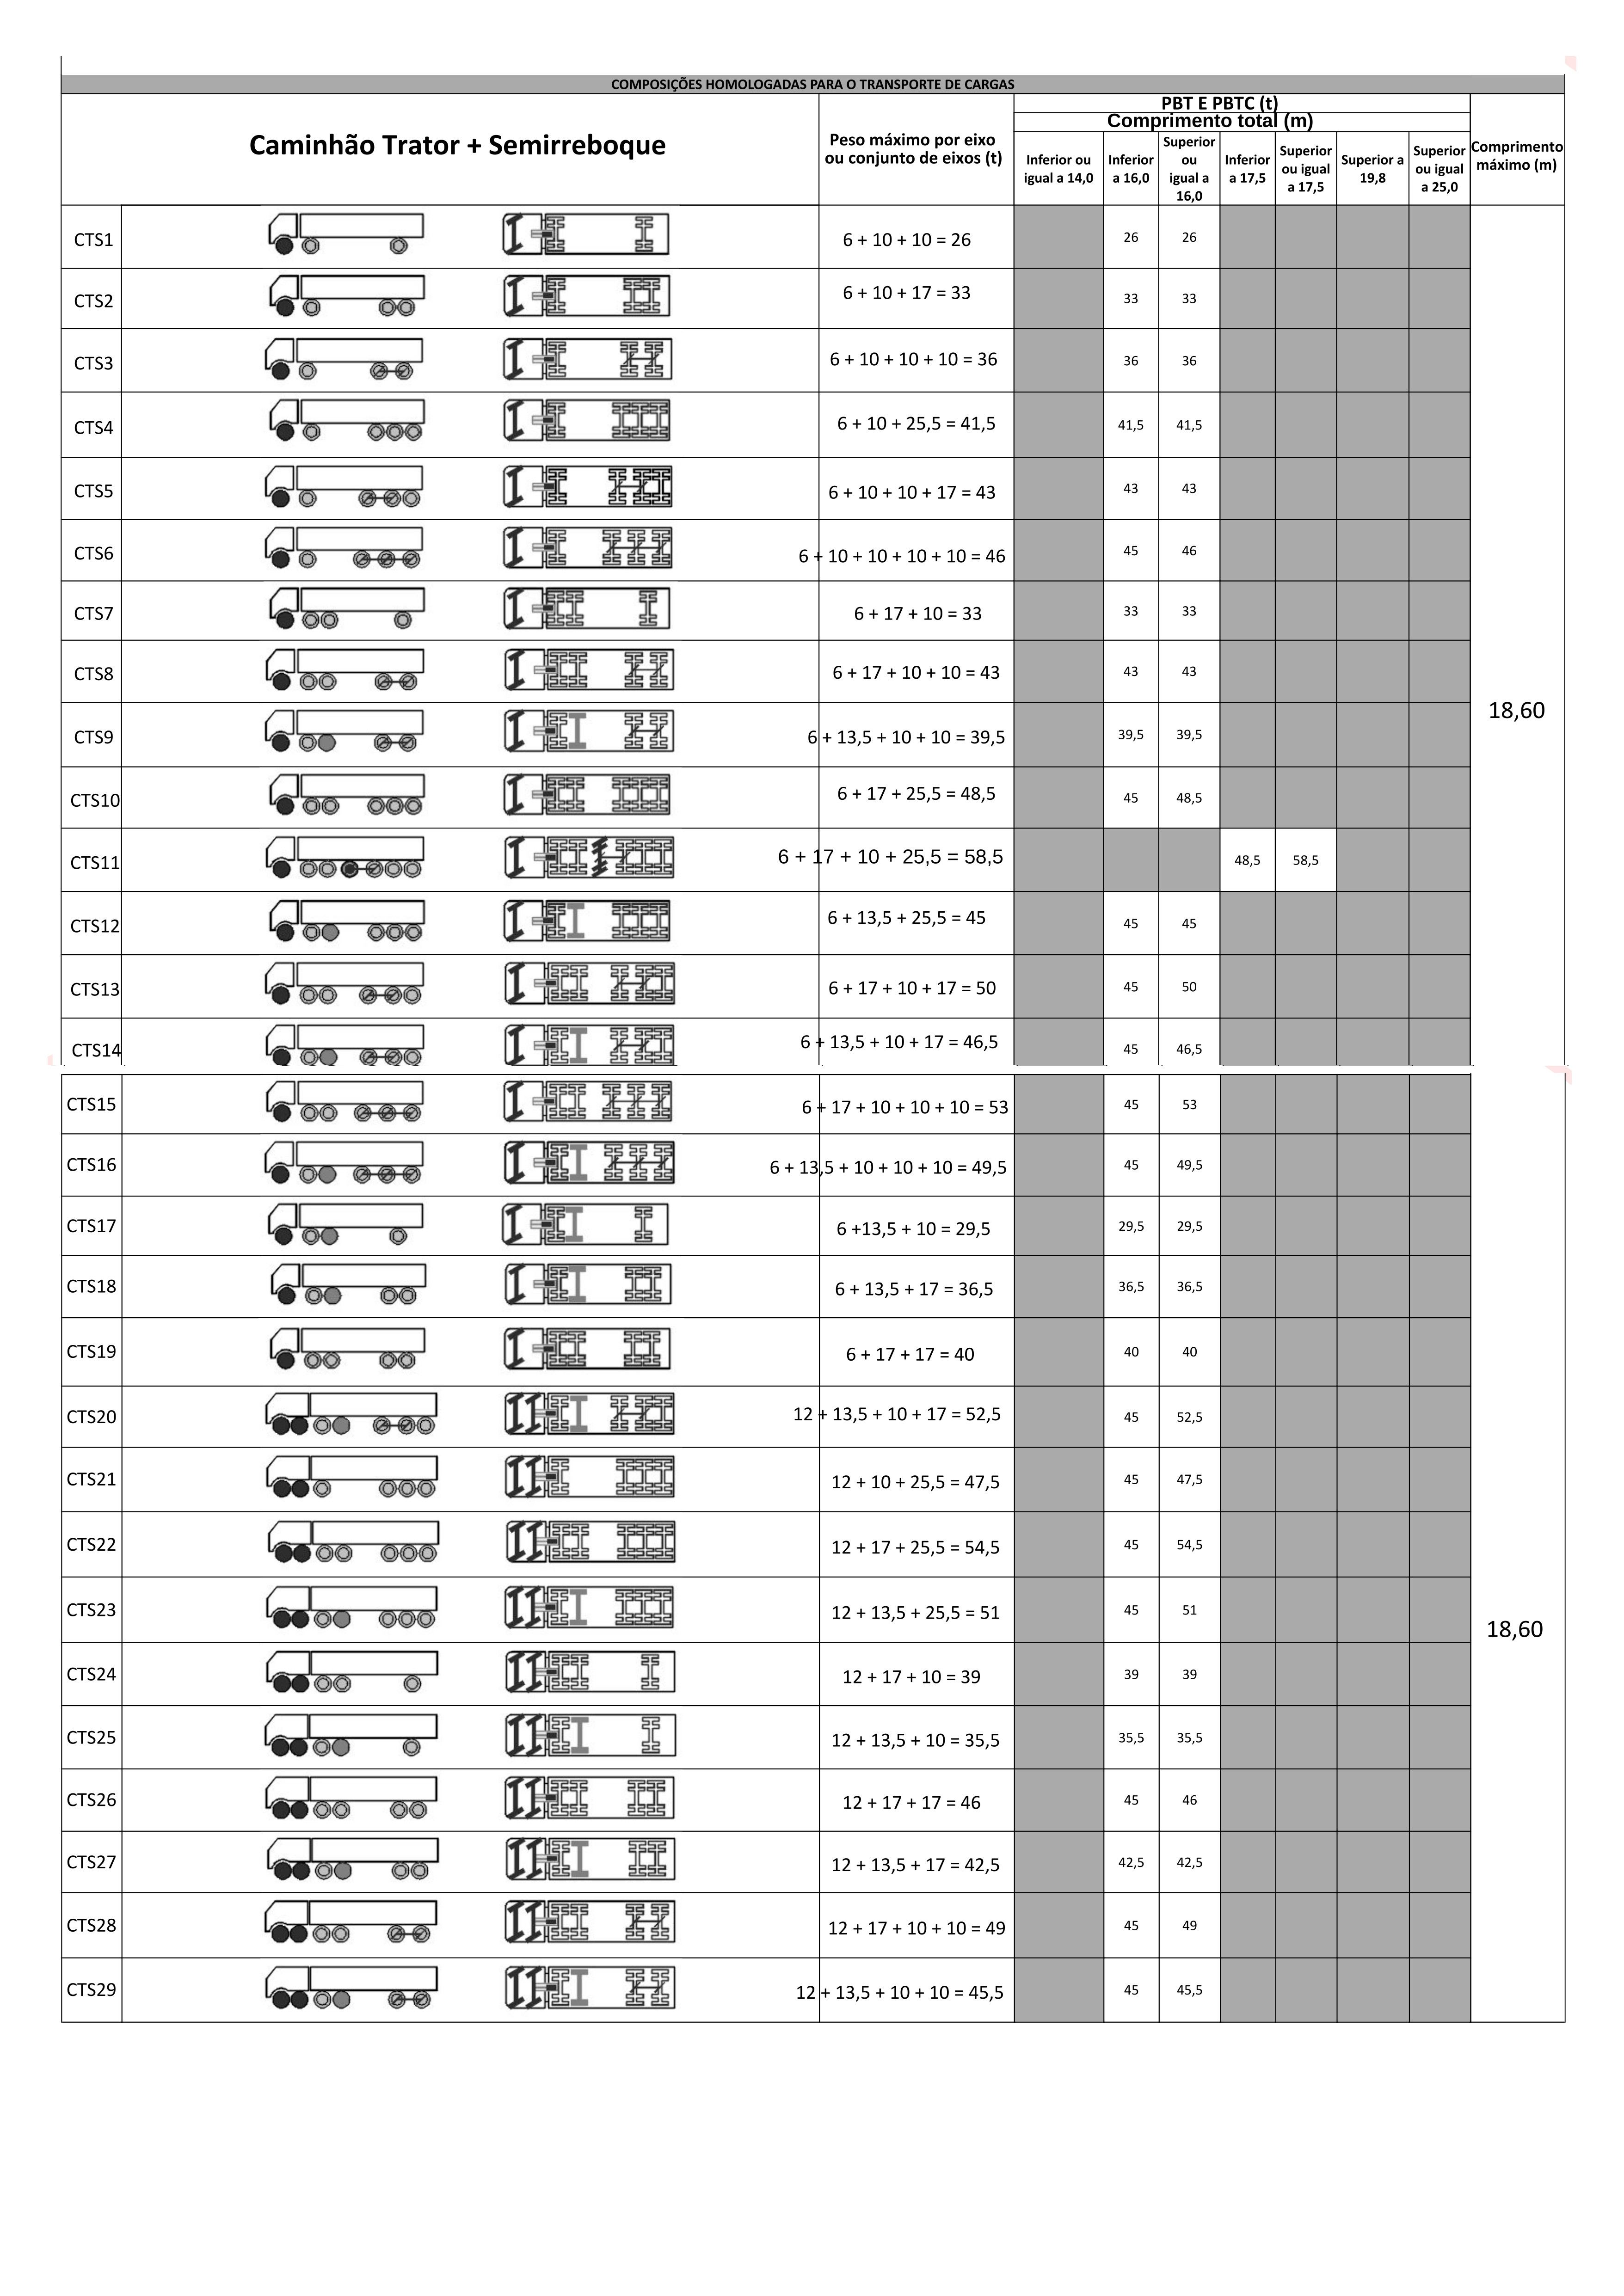 COMPOSIÇÕES HOMOLOGADAS PARA O TRANSPORTE DE CARGAS
Caminhão Trator + Semirreboque
Peso máximo por eixo
ou conjunto de eixos (t)
PBT E PBTC (t)
Comprimento total (m)
Inferior ou
igual a 14,0
Inferior
a 16,0
Superior
ou
igual a
16,0
Inferior
a 17,5
Superior
ou igual
a 17,5
Superior a
19,8
Superior
ou igual
a 25,0
Comprimento
máximo (m)
CTS1 6 + 10 + 10 = 26 26 26
CTS2 6 + 10 + 17 = 33 33 33
CTS3 6 + 10 + 10 + 10 = 36 36 36
CTS4 6 + 10 + 25,5 = 41,5 41,5 41,5
CTS5 6 + 10 + 10 + 17 = 43 43 43
CTS6 6 + 10 + 10 + 10 + 10 = 46 45 46
CTS7 6 + 17 + 10 = 33 33 33
CTS8 6 + 17 + 10 + 10 = 43 43 43
18,60
CTS9 6 + 13,5 + 10 + 10 = 39,5 39,5 39,5
CTS10 6 + 17 + 25,5 = 48,5 45 48,5
CTS11 6 + 17 + 10 + 25,5 = 58,5 48,5 58,5
CTS12 6 + 13,5 + 25,5 = 45 45 45
CTS13 6 + 17 + 10 + 17 = 50 45 50
CTS14 6 + 13,5 + 10 + 17 = 46,5 45 46,5
CTS15 6 + 17 + 10 + 10 + 10 = 53 45 53
CTS16 6 + 13,5 + 10 + 10 + 10 = 49,5 45 49,5
CTS17 6 +13,5 + 10 = 29,5 29,5 29,5
CTS18 6 + 13,5 + 17 = 36,5 36,5 36,5
CTS19 6 + 17 + 17 = 40 40 40
CTS20 12 + 13,5 + 10 + 17 = 52,5 45 52,5
CTS21 12 + 10 + 25,5 = 47,5 45 47,5
CTS22 12 + 17 + 25,5 = 54,5 45 54,5
CTS23 12 + 13,5 + 25,5 = 51 45 51
18,60
CTS24 12 + 17 + 10 = 39 39 39
CTS25 12 + 13,5 + 10 = 35,5 35,5 35,5
CTS26 12 + 17 + 17 = 46 45 46
CTS27 12 + 13,5 + 17 = 42,5 42,5 42,5
CTS28 12 + 17 + 10 + 10 = 49 45 49
CTS29 12 + 13,5 + 10 + 10 = 45,5 45 45,5